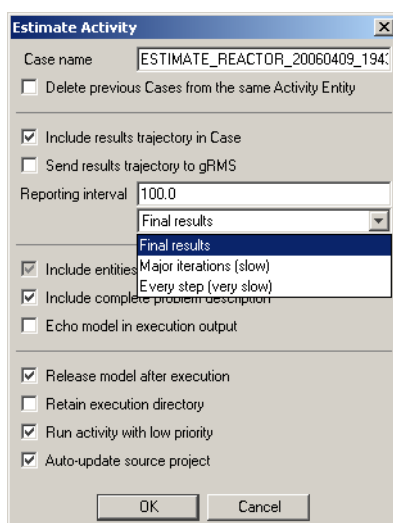 Estimate Activity
Case name ESTIMATE_REACTOR_20060409_194
Delete previous Cases from the same Activity Entity
Include results trajectory in Case
Send results trajectory to gRMS
Reporting interval 100.0
Final results
Final results
Include entities Major iterations (slow)
Every step (very slow)
Include complete problem description
Echo model in execution output
Release model after execution
Retain execution directory
Run activity with low priority
Auto-update source project
OK Cancel